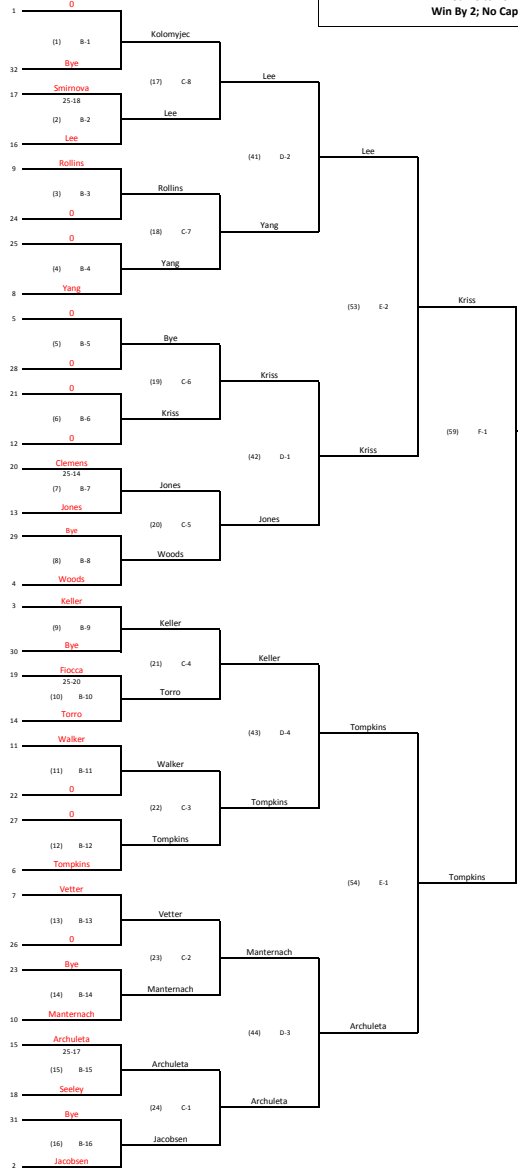 0
1
Win By 2; No Cap
Kolomyjec
(1) B-1
Bye
32
(17) C-8
Lee
Smirnova
17
25-18
(2) B-2
Lee
Lee
16
(41) D-2
Lee
Rollins
9
(3) B-3
Rollins
0
24
(18) C-7
Yang
0
25
(4) B-4
Yang
Yang
8
(53) E-2
Kriss
0
5
(5) B-5
Bye
0
28
(19) C-6
Kriss
0
21
(6) B-6
Kriss
0
12
(59) F-1
(42) D-1
Kriss
Clemens
20
25-14
(7) B-7
Jones
Jones
13
(20) C-5
Jones
Bye
29
(8) B-8
Woods
Woods
4
Keller
3
(9) B-9
Keller
Bye
30
(21) C-4
Keller
Fiocca
19
25-20
(10) B-10
Torro
Torro
14
(43) D-4
Tompkins
Walker
11
(11) B-11
Walker
0
22
(22) C-3
Tompkins
0
27
(12) B-12
Tompkins
Tompkins
6
(54) E-1
Tompkins
Vetter
7
(13) B-13
Vetter
0
26
(23) C-2
Manternach
Bye
23
(14) B-14
Manternach
Manternach
10
(44) D-3
Archuleta
Archuleta
15
25-17
(15) B-15
Archuleta
Seeley
18
(24) C-1
Archuleta
Bye
31
(16) B-16
Jacobsen
Jacobsen
2